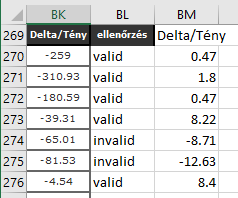 BK BL BM
269 Delta/Tény ellenőrzés Delta/Tény
270 -259 valid 0.47
271 -310.93 valid 1.8
272 -180.59 valid 0.47
273 -39.31 valid 8.22
274 -65.01 invalid -8.71
275 -81.53 invalid -12.63
276 -4.54 valid 8.4